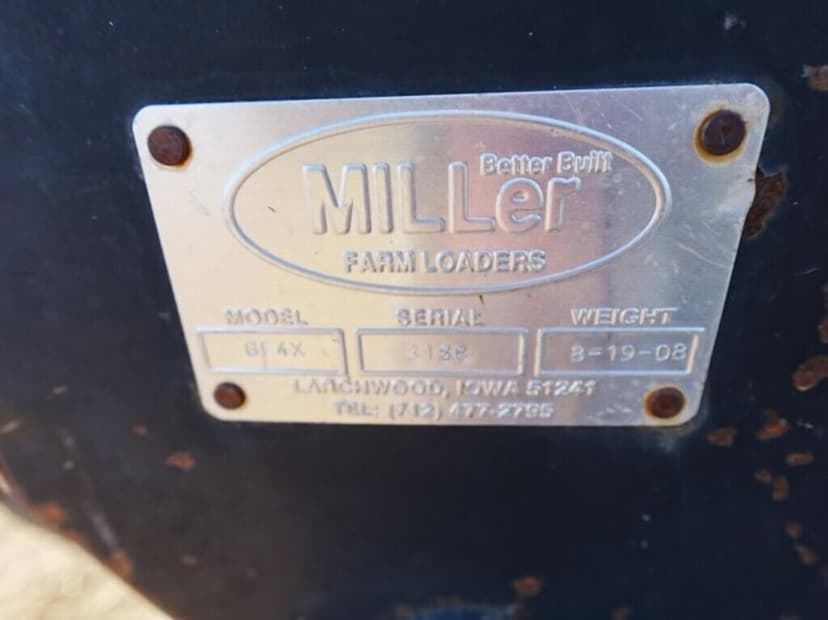 Better Built
MILLer
FARM LOADERS
MODEL SERIAL WEIGHT
GF4X 8-19-08
LARCHWOOD, IOWA 51241
TEL: (712) 477-2795